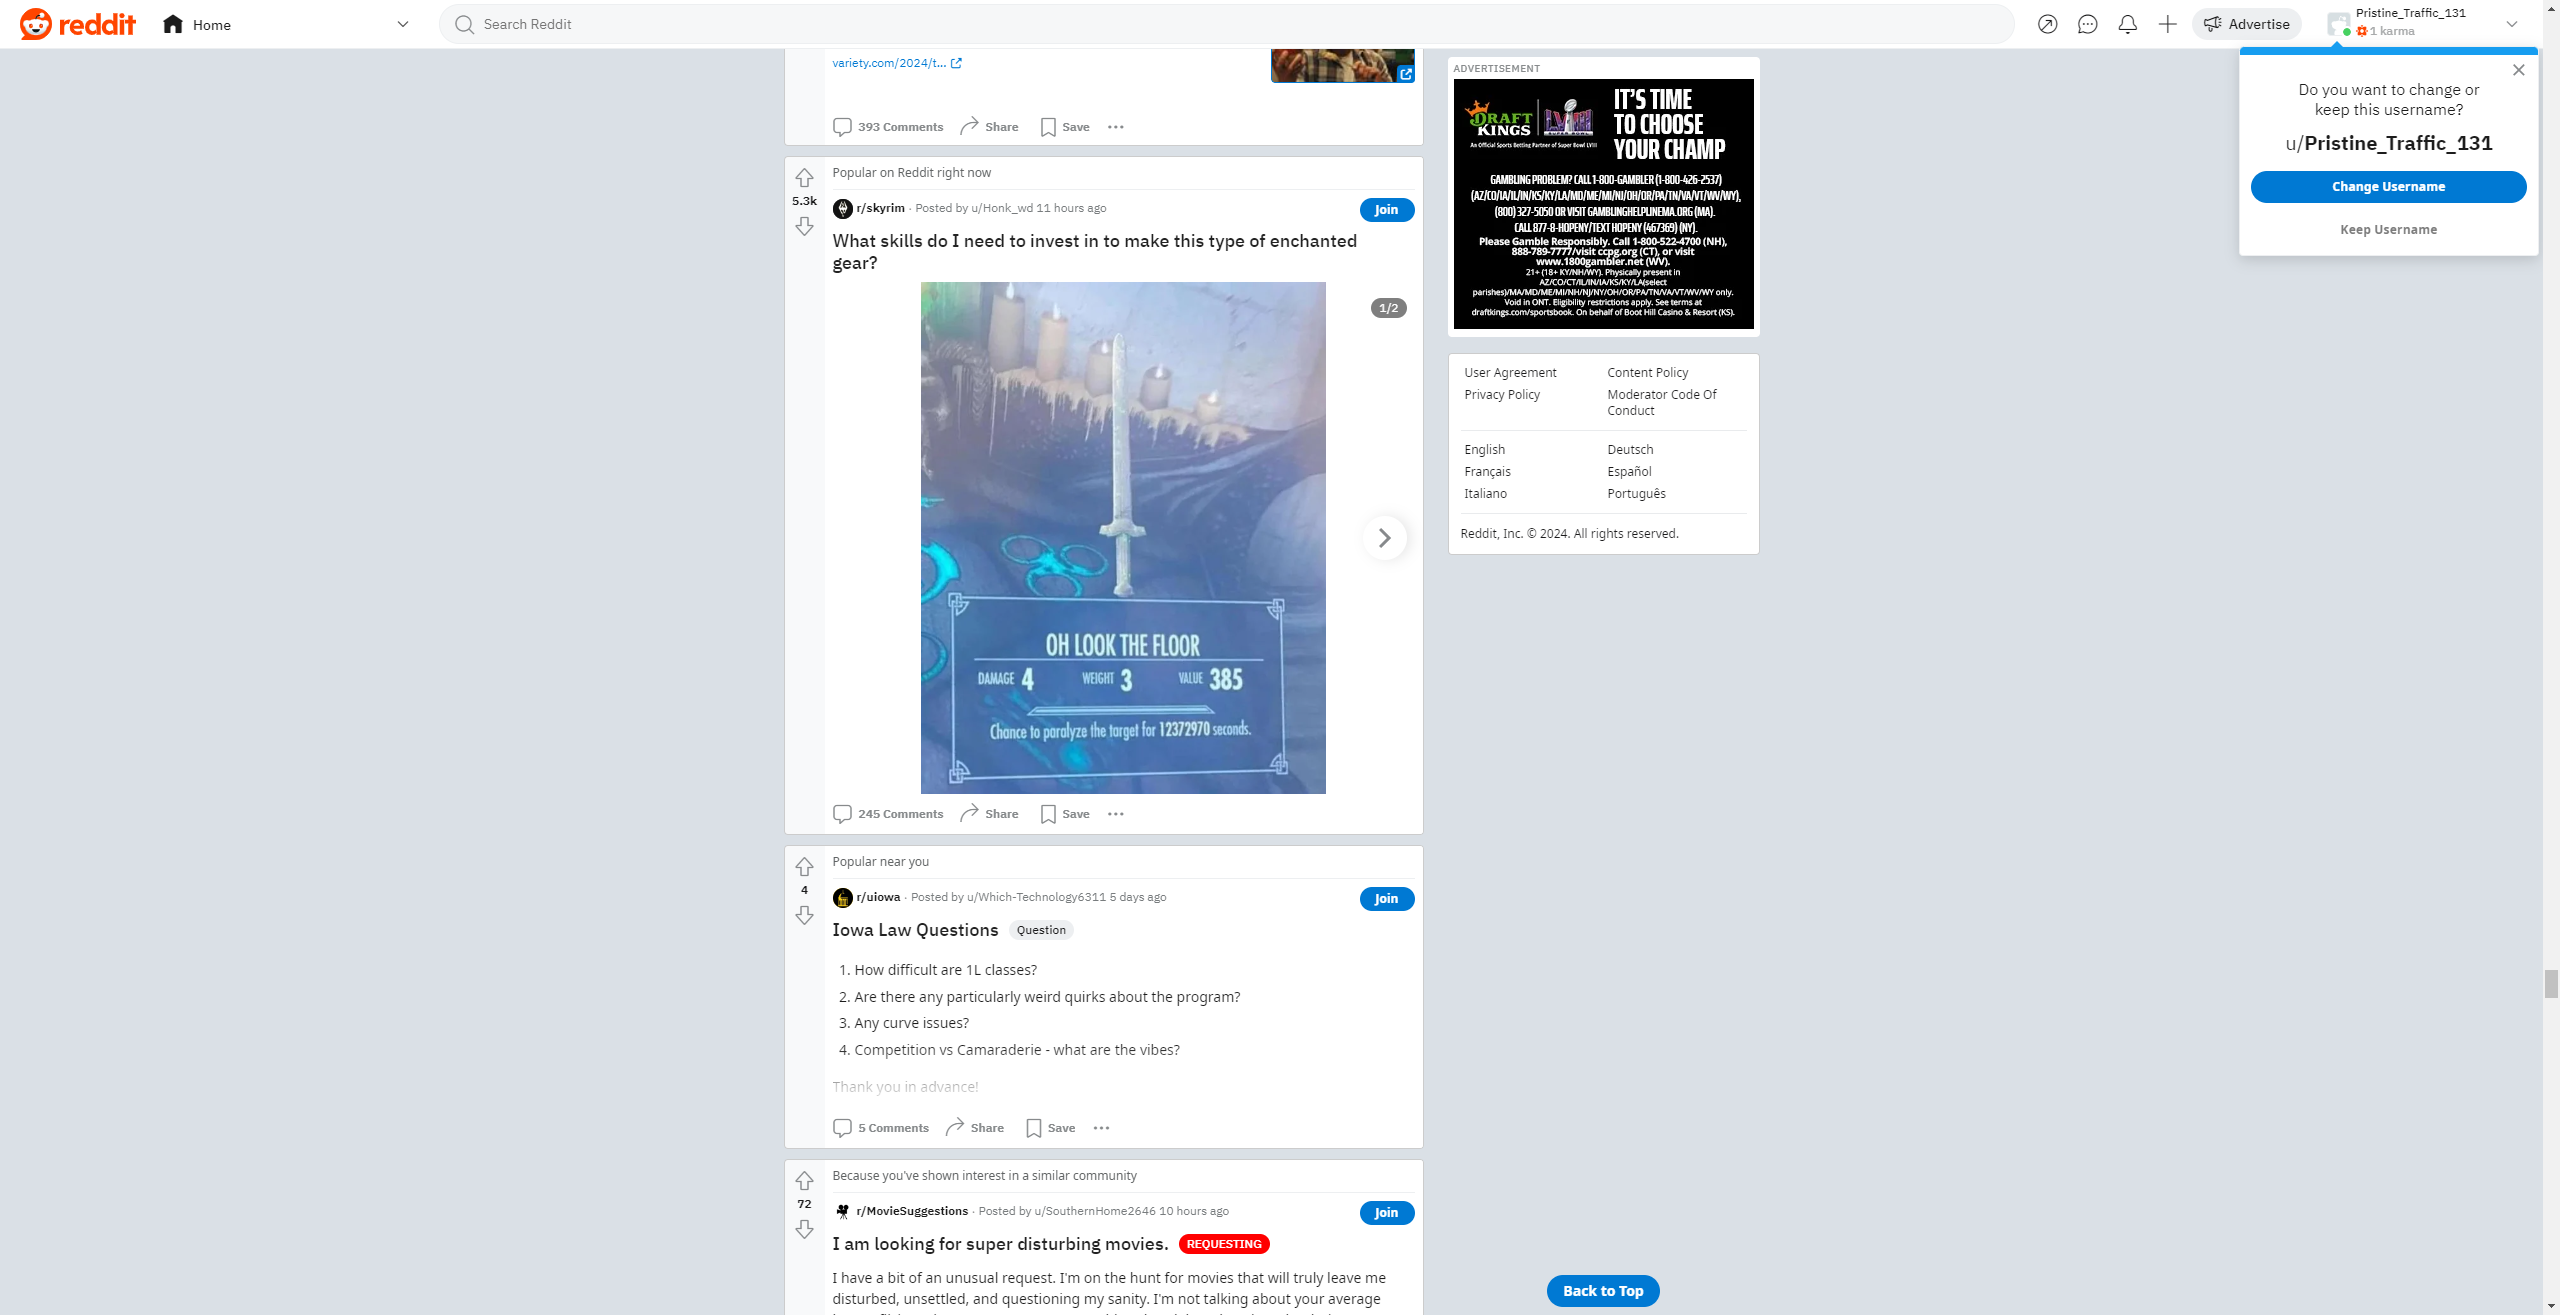 reddit
Home
Search Reddit
Advertise
Pristine_Traffic_131
1 karma
Do you want to change or
keep this username?
u/Pristine_Traffic_131
Change Username
Keep Username
variety.com/2024/t...
393 Comments
Share
Save
5.3k
Popular on Reddit right now
r/skyrim · Posted by u/Honk_wd 11 hours ago
Join
What skills do I need to invest in to make this type of enchanted
gear?
1/2
OH LOOK THE FLOOR
DAMAGE 4 WEIGHT 3 VALUE 385
Chance to paralyze the target for 12372970 seconds.
245 Comments
Share
Save
4
Popular near you
r/uiowa · Posted by u/Which-Technology6311 5 days ago
Join
Iowa Law Questions
Question
1. How difficult are 1L classes?
2. Are there any particularly weird quirks about the program?
3. Any curve issues?
4. Competition vs Camaraderie - what are the vibes?
Thank you in advance!
5 Comments
Share
Save
72
Because you've shown interest in a similar community
r/MovieSuggestions · Posted by u/SouthernHome2646 10 hours ago
Join
I am looking for super disturbing movies.
REQUESTING
I have a bit of an unusual request. I'm on the hunt for movies that will truly leave me
disturbed, unsettled, and questioning my sanity. I'm not talking about your average
ADVERTISEMENT
DRAFT
KINGS
LVIII
SUPER BOWL
An Official Sports Betting Partner of Super Bowl LVIII
IT'S TIME
TO CHOOSE
YOUR CHAMP
GAMBLING PROBLEM? CALL 1-800-GAMBLER (1-800-426-2537)
(AZ/CO/IA/IL/IN/KS/KY/LA/MD/ME/MI/NJ/OH/OR/PA/TN/VA/VT/WV/WY),
(800) 327-5050 OR VISIT GAMBLINGHELPLINEMA.ORG (MA).
CALL 877-8-HOPENY/TEXT HOPENY (467369) (NY).
Please Gamble Responsibly. Call 1-800-522-4700 (NH),
888-789-7777/visit ccpg.org (CT), or visit
www.1800gambler.net (WV).
21+ (18+ KY/NH/WY). Physically present in
AZ/CO/CT/IL/IN/IA/KS/KY/LA(select
parishes)/MA/MD/ME/MI/NH/NJ/NY/OH/OR/PA/TN/VA/VT/WV/WY only.
Void in ONT. Eligibility restrictions apply. See terms at
draftkings.com/sportsbook. On behalf of Boot Hill Casino & Resort (KS).
User Agreement
Content Policy
Privacy Policy
Moderator Code Of
Conduct
English
Deutsch
Français
Español
Italiano
Português
Reddit, Inc. © 2024. All rights reserved.
Back to Top